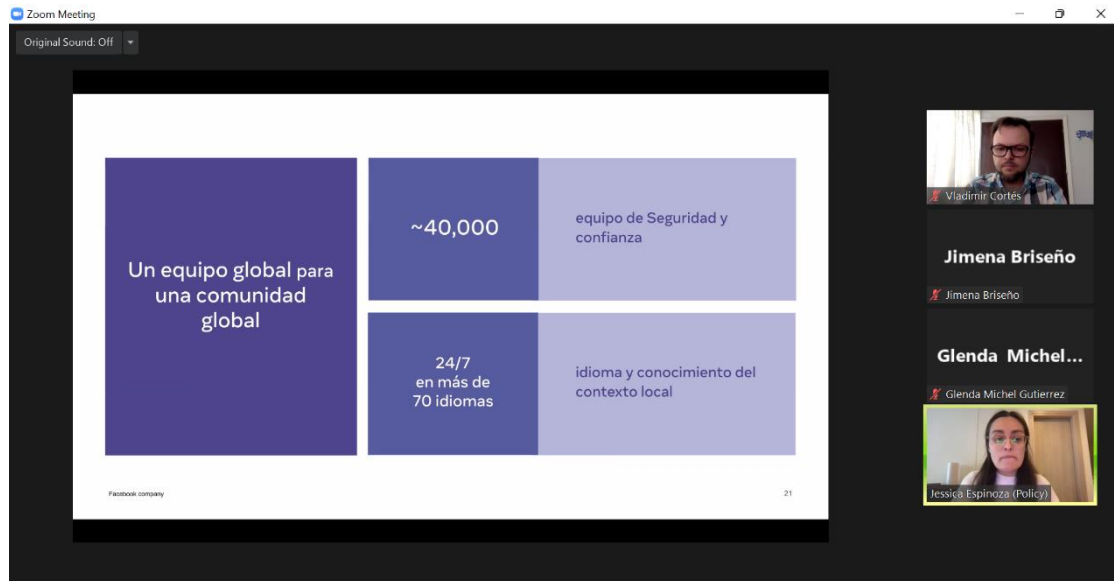 Zoom Meeting
Original Sound: Off
Un equipo global para
una comunidad
global
~40,000
equipo de Seguridad y
confianza
24/7
en más de
70 idiomas
idioma y conocimiento del
contexto local
Facebook company
21
Vladimir Cortés
Jimena Briseño
Jimena Briseño
Glenda Michel...
Glenda Michel Gutierrez
Jessica Espinoza (Policy)